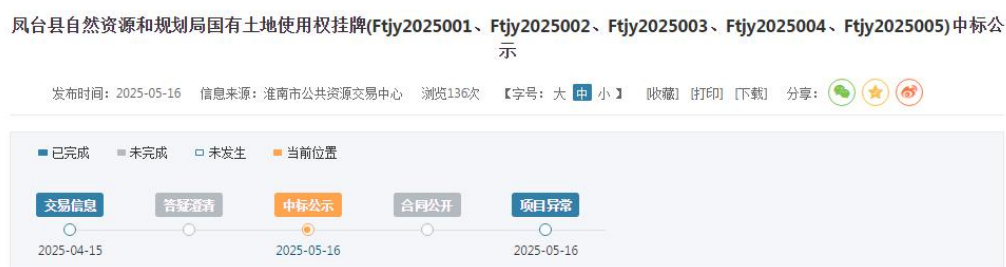 凤台县自然资源和规划局国有土地使用权挂牌(Ftjy2025001、Ftjy2025002、Ftjy2025003、Ftjy2025004、Ftjy2025005)中标公
示
发布时间：2025-05-16 信息来源：淮南市公共资源交易中心 浏览136次 【字号：大 中 小 】 [收藏] [打印] [下载] 分享：
已完成 未完成 未发生 当前位置
交易信息 答疑澄清 中标公示 合同公开 项目异常
2025-04-15 2025-05-16 2025-05-16